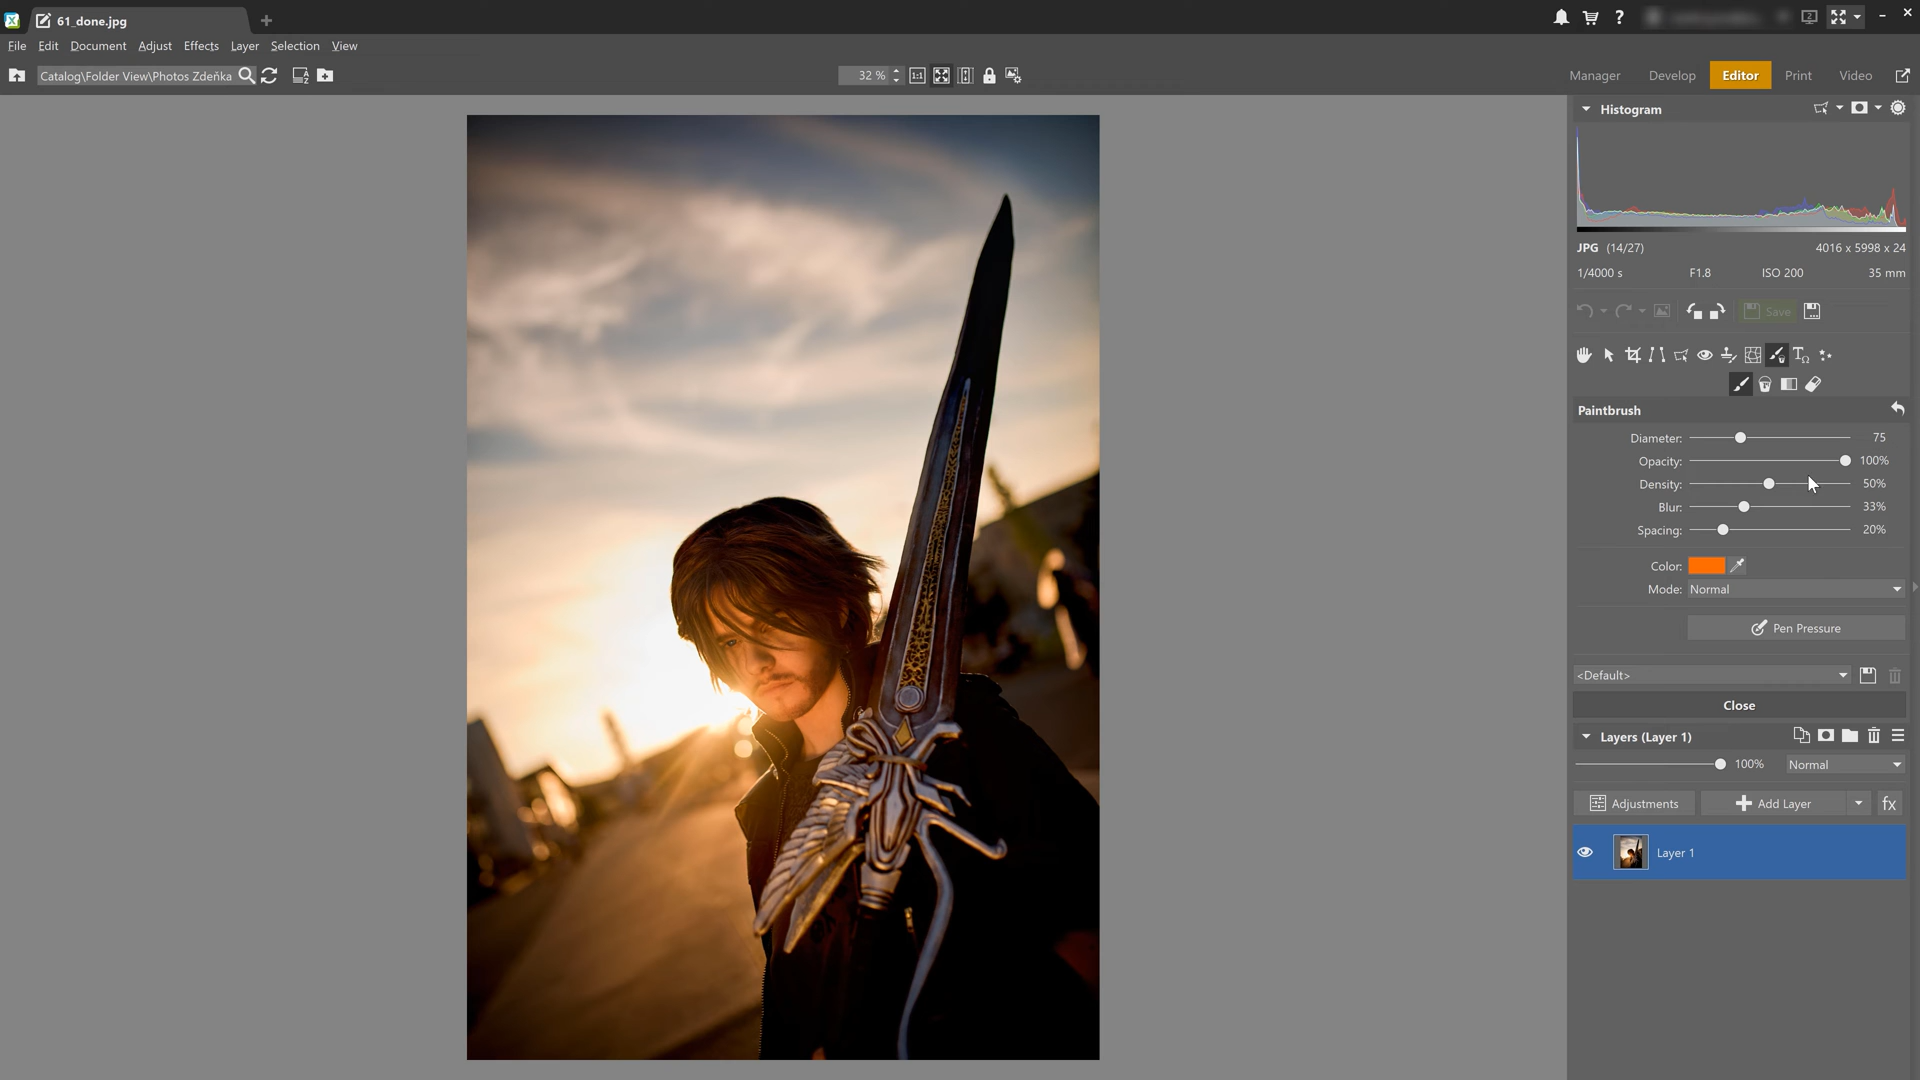 61_done.jpg
File Edit Document Adjust Effects Layer Selection View
Catalog\Folder View\Photos Zdeňka
32 %
1:1
Manager Develop Editor Print Video
Histogram
JPG (14/27) 4016 x 5998 x 24
1/4000 s F1.8 ISO 200 35 mm
Save
Paintbrush
Diameter: 75
Opacity: 100%
Density: 50%
Blur: 33%
Spacing: 20%
Color:
Mode: Normal
Pen Pressure
<Default>
Close
Layers (Layer 1)
100% Normal
Adjustments Add Layer fx
Layer 1